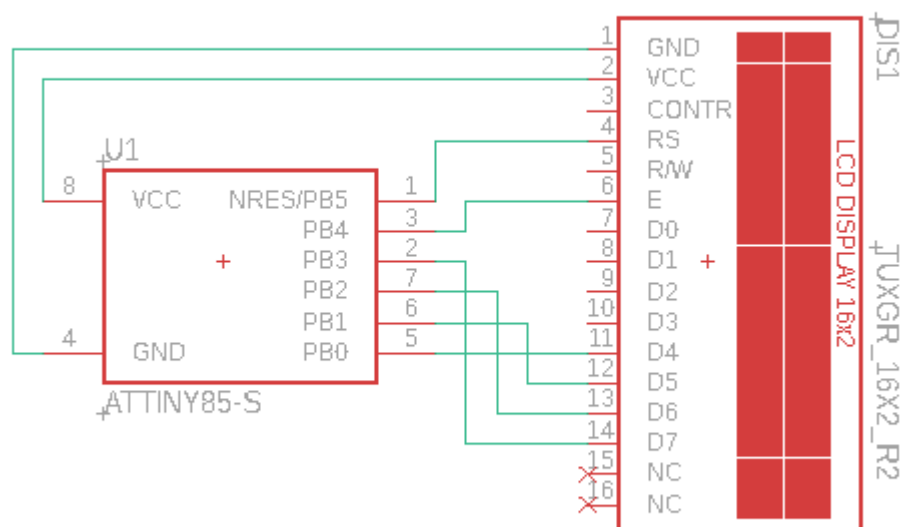 U1
8 VCC NRES/PB5 1
PB4 3
PB3 2
PB2 7
PB1 6
4 GND PB0 5
ATTINY85-S
1 GND
2 VCC
3 CONTR
4 RS
5 R/W
6 E
7 D0
8 D1
9 D2
10 D3
11 D4
12 D5
13 D6
14 D7
15 NC
16 NC
LCD DISPLAY 16x2
DIS1
TUXGR_16X2_R2